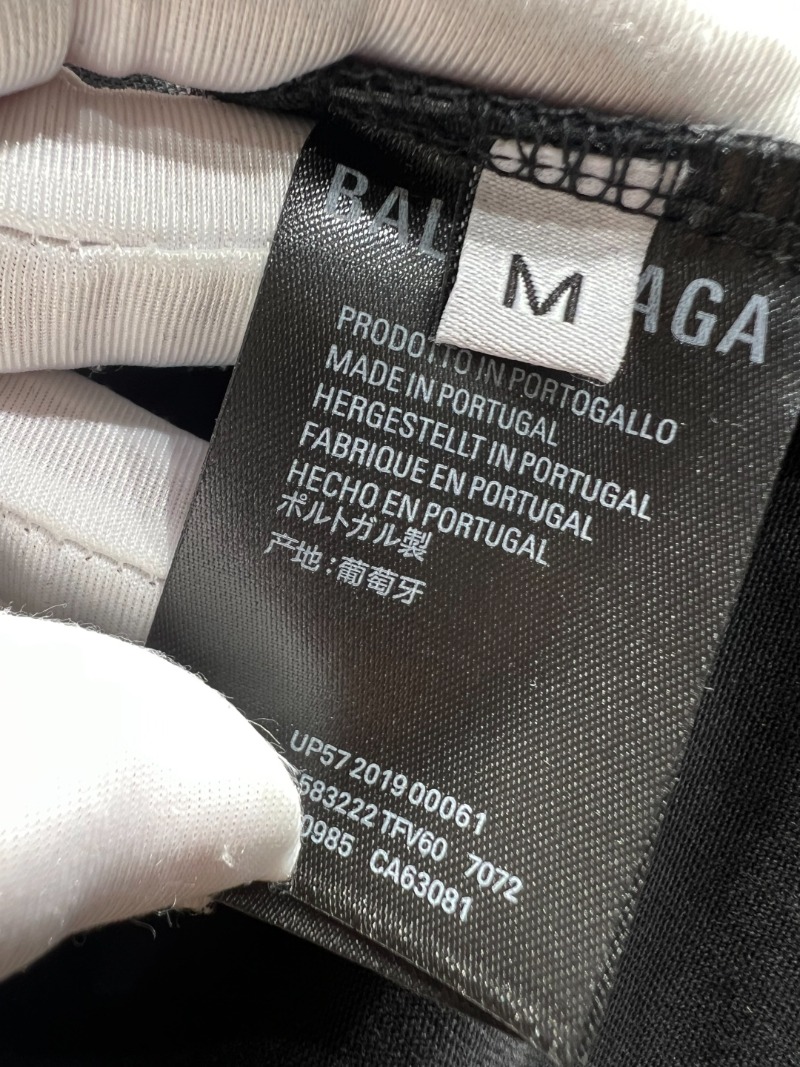 BAL AGA
M
PRODOTTO IN PORTOGALLO
MADE IN PORTUGAL
HERGESTELLT IN PORTUGAL
FABRIQUE EN PORTUGAL
HECHO EN PORTUGAL
ポルトガル製
产地:葡萄牙
UP57 2019 00061
583222 TFV60 7072
0985 CA63081